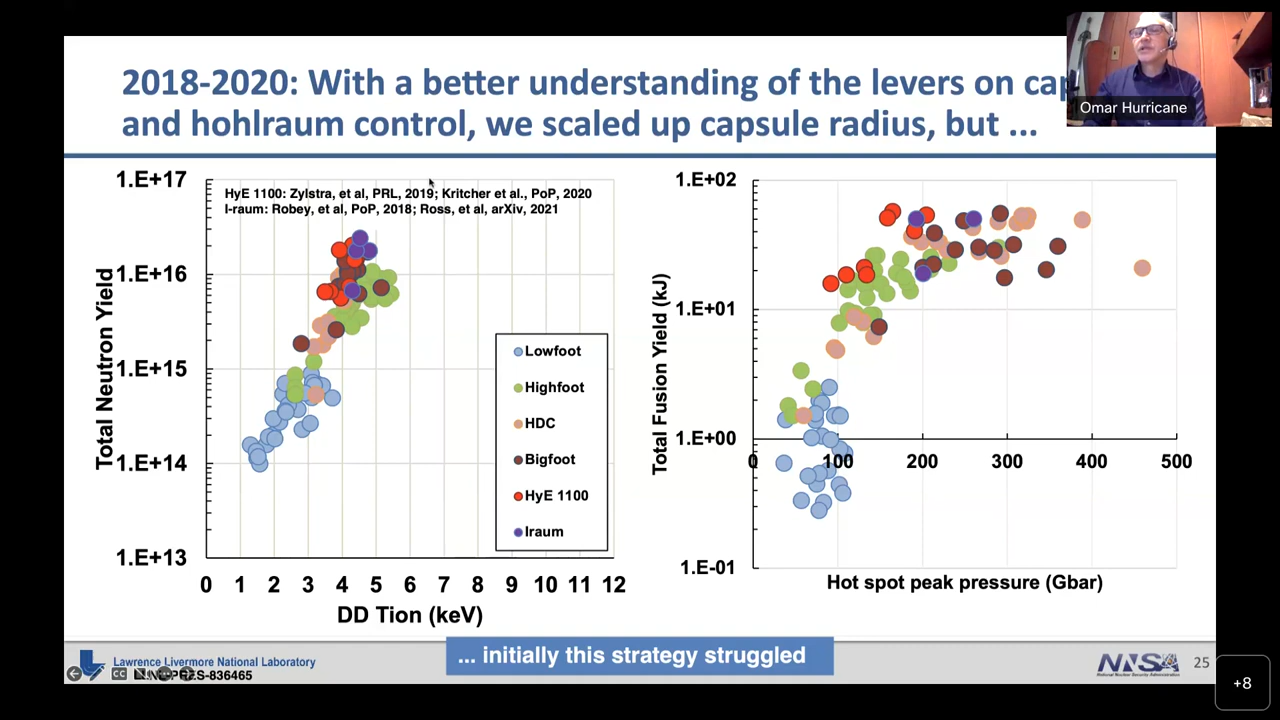 2018-2020: With a better understanding of the levers on cap
and hohlraum control, we scaled up capsule radius, but ...
Omar Hurricane
HyE 1100: Zylstra, et al, PRL, 2019; Kritcher et al., PoP, 2020
I-raum: Robey, et al, PoP, 2018; Ross, et al, arXiv, 2021
Total Neutron Yield
1.E+17
1.E+16
1.E+15
1.E+14
1.E+13
0 1 2 3 4 5 6 7 8 9 10 11 12
DD Tion (keV)
Lowfoot
Highfoot
HDC
Bigfoot
HyE 1100
Iraum
Total Fusion Yield (kJ)
1.E+02
1.E+01
1.E+00
1.E-01
0 100 200 300 400 500
Hot spot peak pressure (Gbar)
... initially this strategy struggled
Lawrence Livermore National Laboratory
PRES-836465
CC
NNSA
National Nuclear Security Administration
25
+8